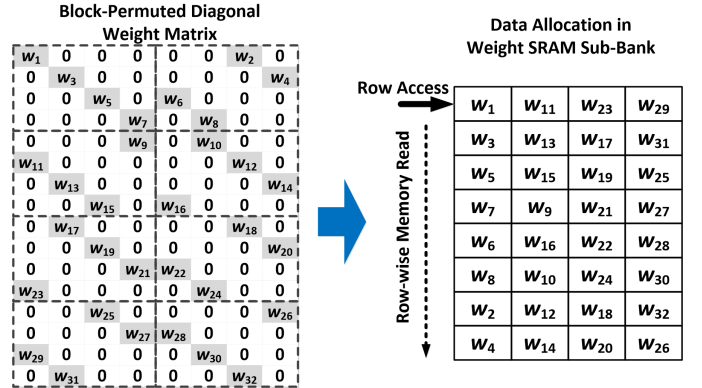 Block-Permuted Diagonal
Weight Matrix
w1 0 0 0 0 0 w2 0
0 w3 0 0 0 0 0 w4
0 0 w5 0 w6 0 0 0
0 0 0 w7 0 w8 0 0
0 0 0 w9 0 w10 0 0
w11 0 0 0 0 0 w12 0
0 w13 0 0 0 0 0 w14
0 0 w15 0 w16 0 0 0
0 w17 0 0 0 0 w18 0
0 0 w19 0 0 0 0 w20
0 0 0 w21 w22 0 0 0
w23 0 0 0 0 w24 0 0
0 0 w25 0 0 0 0 w26
0 0 0 w27 w28 0 0 0
w29 0 0 0 0 w30 0 0
0 w31 0 0 0 0 w32 0
Data Allocation in
Weight SRAM Sub-Bank
Row Access
Row-wise Memory Read
w1 w11 w23 w29
w3 w13 w17 w31
w5 w15 w19 w25
w7 w9 w21 w27
w6 w16 w22 w28
w8 w10 w24 w30
w2 w12 w18 w32
w4 w14 w20 w26